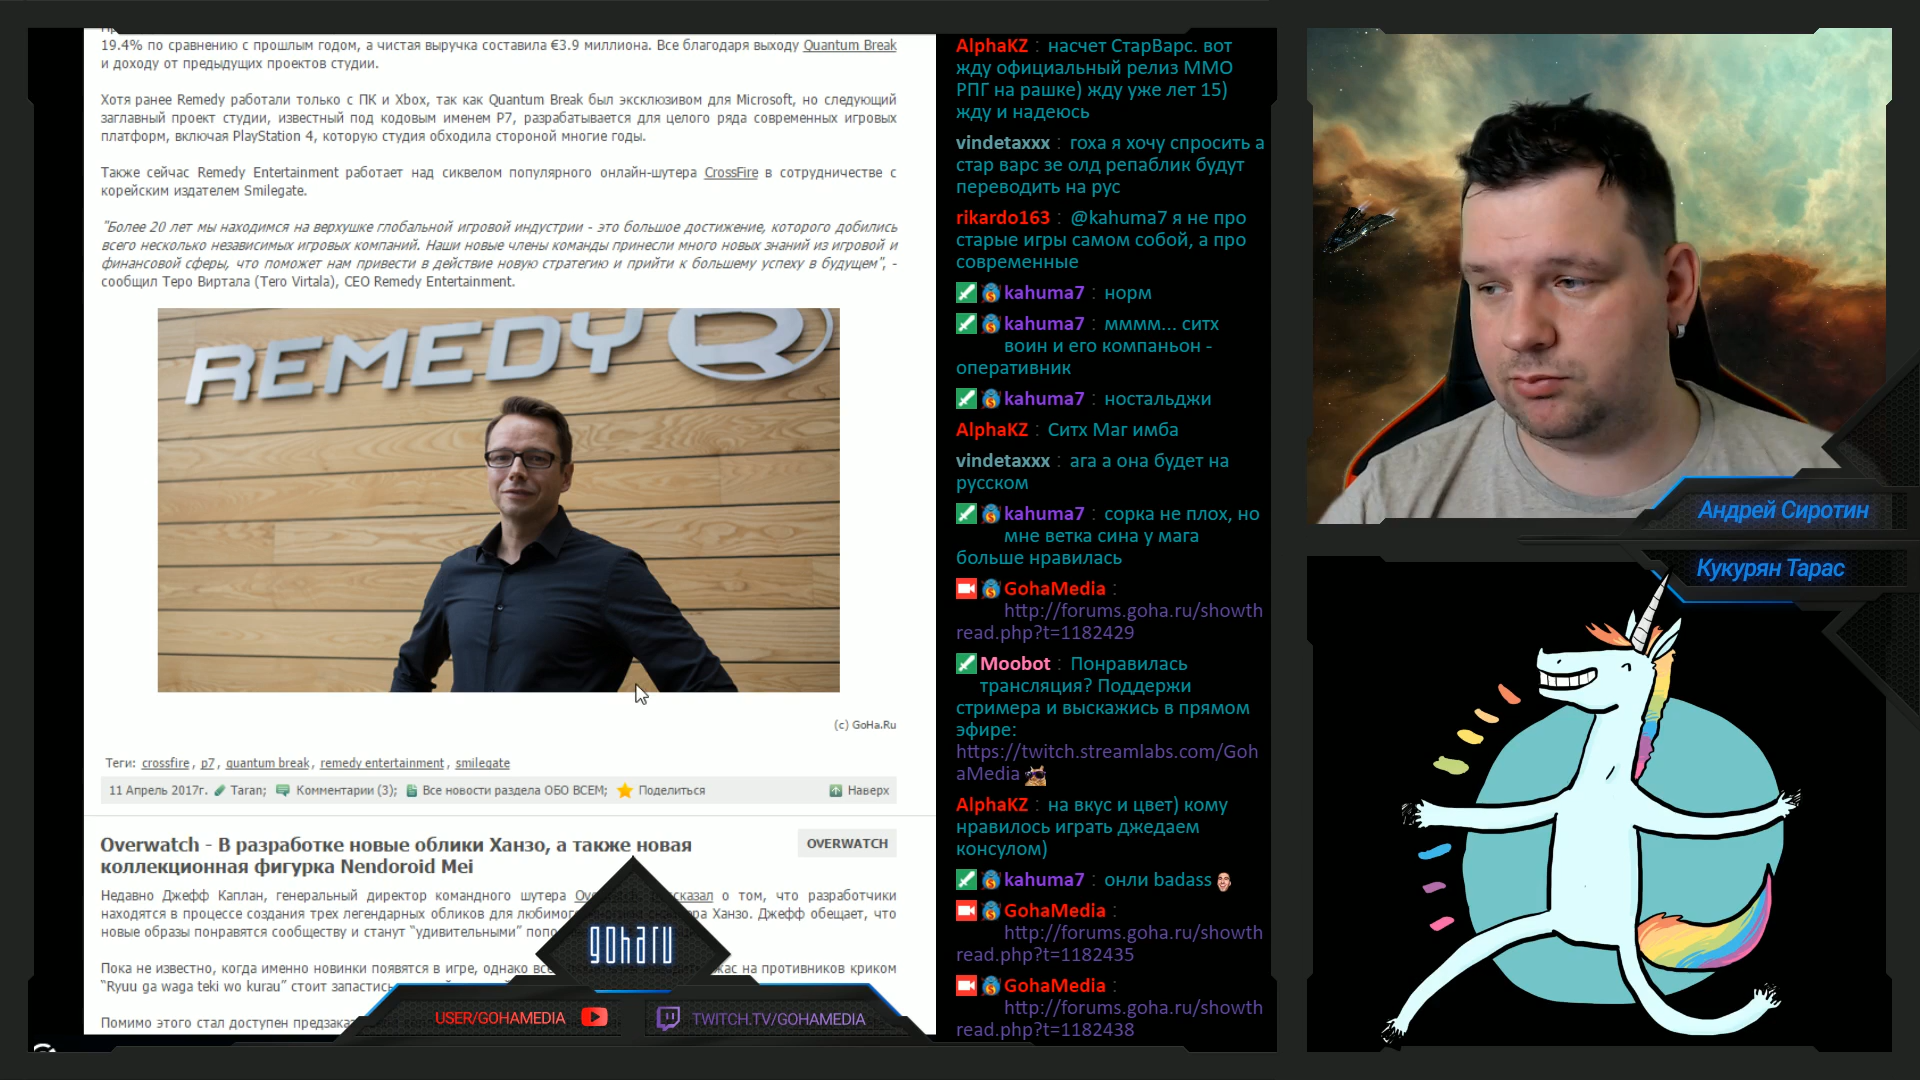 19.4% по сравнению с прошлым годом, а чистая выручка составила €3.9 миллиона. Все благодаря выходу Quantum Break
и доходу от предыдущих проектов студии.
Хотя ранее Remedy работали только с ПК и Xbox, так как Quantum Break был эксклюзивом для Microsoft, но следующий
заглавный проект студии, известный под кодовым именем P7, разрабатывается для целого ряда современных игровых
платформ, включая PlayStation 4, которую студия обходила стороной многие годы.
Также сейчас Remedy Entertainment работает над сиквелом популярного онлайн-шутера CrossFire в сотрудничестве с
корейским издателем Smilegate.
"Более 20 лет мы находимся на верхушке глобальной игровой индустрии - это большое достижение, которого добились
всего несколько независимых игровых компаний. Наши новые члены команды принесли много новых знаний из игровой и
финансовой сферы, что поможет нам привести в действие новую стратегию и прийти к большему успеху в будущем", -
сообщил Теро Виртала (Tero Virtala), CEO Remedy Entertainment.
REMEDY
(c) GoHa.Ru
Теги: crossfire, p7, quantum break, remedy entertainment, smilegate
11 Апрель 2017г. Taran; Комментарии (3); Все новости раздела ОБО ВСЕМ; Поделиться Наверх
Overwatch - В разработке новые облики Ханзо, а также новая
коллекционная фигурка Nendoroid Mei
OVERWATCH
Недавно Джефф Каплан, генеральный директор командного шутера о том, что разработчики
находятся в процессе создания трех легендарных обликов для Ханзо. Джефф обещает, что
новые образы понравятся сообществу и станут “удивительными”
Пока не известно, когда именно новинки появятся в игре, однако на противников криком
“Ryuu ga waga teki wo kurau” стоит
Помимо этого стал доступен
goharu
USER/GOHAMEDIA
TWITCH.TV/GOHAMEDIA
AlphaKZ : насчет СтарВарс. вот
жду официальный релиз ММО
РПГ на рашке) жду уже лет 15)
жду и надеюсь
vindetaxxx : гоха я хочу спросить а
стар варс зе олд репаблик будут
переводить на рус
rikardo163 : @kahuma7 я не про
старые игры самом собой, а про
современные
kahuma7 : норм
kahuma7 : мммм... ситх
воин и его компаньон -
оперативник
kahuma7 : ностальджи
AlphaKZ : Ситх Маг имба
vindetaxxx : ага а она будет на
русском
kahuma7 : сорка не плох, но
мне ветка сина у мага
больше нравилась
GohaMedia :
http://forums.goha.ru/showth
read.php?t=1182429
Moobot : Понравилась
трансляция? Поддержи
стримера и выскажись в прямом
эфире:
https://twitch.streamlabs.com/Goh
aMedia
AlphaKZ : на вкус и цвет) кому
нравилось играть джедаем
консулом)
kahuma7 : онли badass
GohaMedia :
http://forums.goha.ru/showth
read.php?t=1182435
GohaMedia :
http://forums.goha.ru/showth
read.php?t=1182438
Андрей Сиротин
Кукурян Тарас